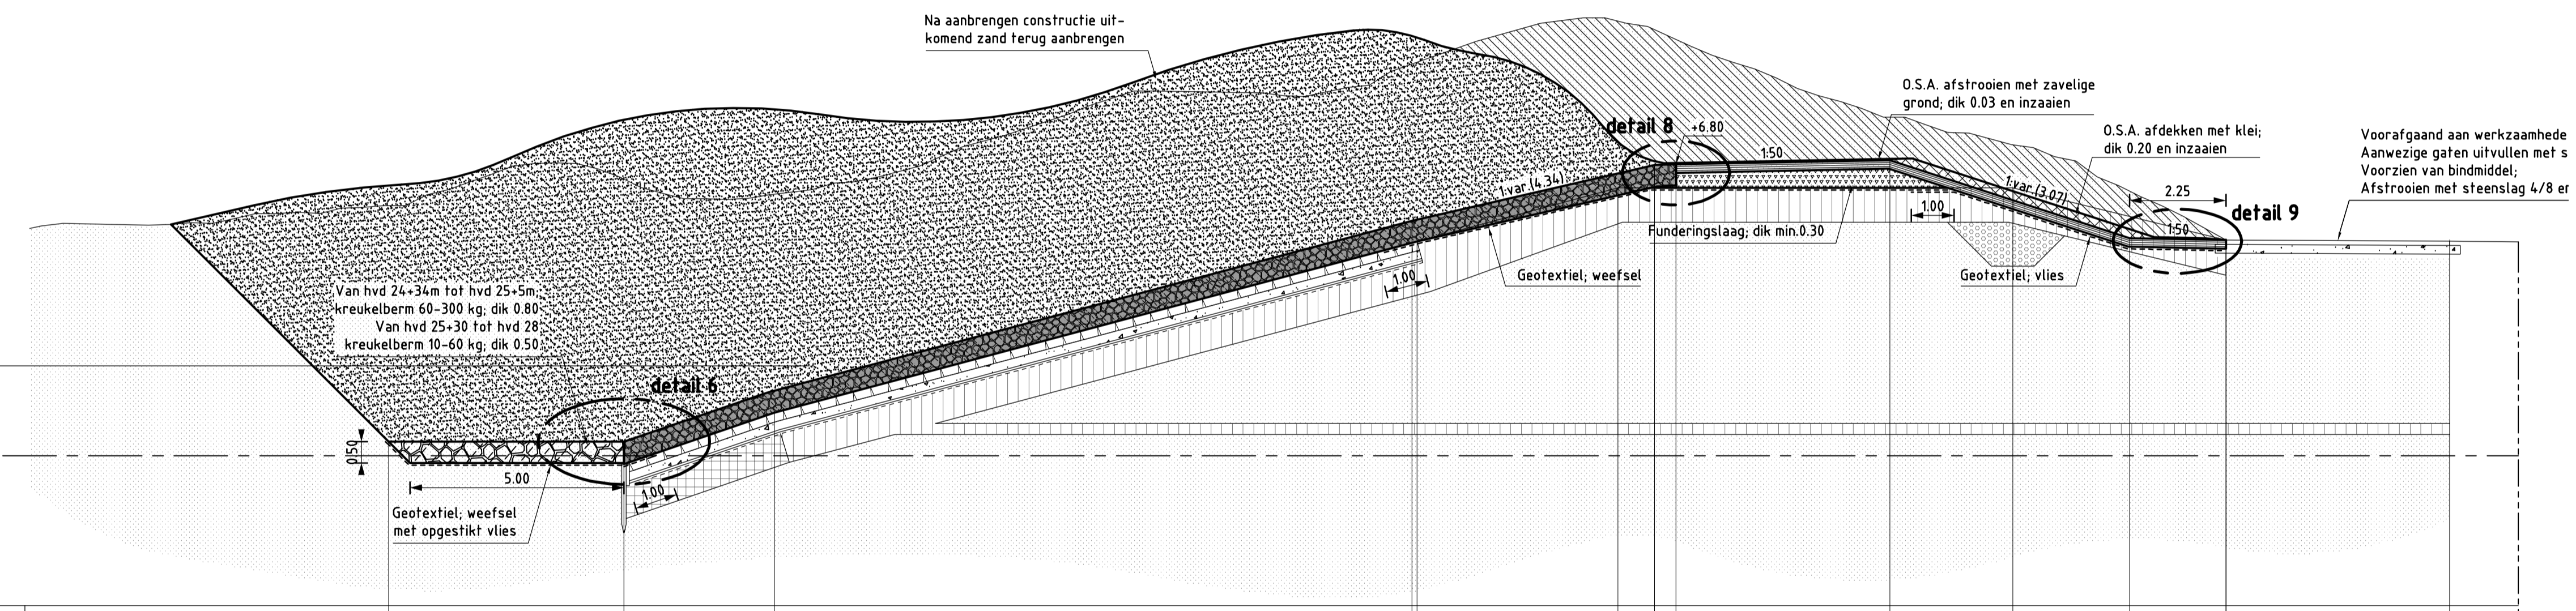 Na aanbrengen constructie uit-
komend zand terug aanbrengen
O.S.A. afstrooien met zavelige
grond; dik 0.03 en inzaaien
O.S.A. afdekken met klei;
dik 0.20 en inzaaien
Voorafgaand aan werkzaamhede
Aanwezige gaten uitvullen met s
Voorzien van bindmiddel;
Afstrooien met steenslag 4/8 er
detail 8
+6.80
1:50
1:var.(4.34)
1:var.(3.07)
2.25
detail 9
1:50
1.00
Funderingslaag; dik min.0.30
Geotextiel; weefsel
Geotextiel; vlies
1.00
Van hvd 24+34m tot hvd 25+5m;
kreukelberm 60-300 kg; dik 0.80
Van hvd 25+30 tot hvd 28
kreukelberm 10-60 kg; dik 0.50
detail 6
0.50
5.00
1.00
Geotextiel; weefsel
met opgestikt vlies